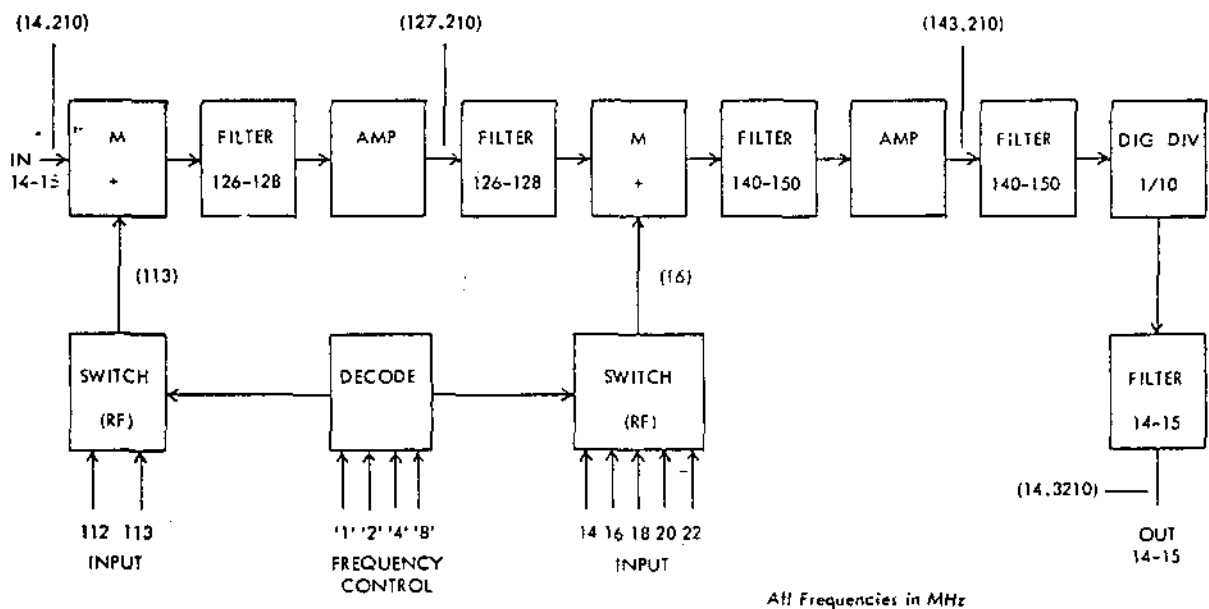 (14.210)
(127.210)
(143.210)
IN
14-15
M
+
FILTER
126-128
AMP
FILTER
126-128
M
+
FILTER
140-150
AMP
FILTER
140-150
DIG DIV
1/10
(113)
(16)
SWITCH
(RF)
DECODE
SWITCH
(RF)
FILTER
14-15
112 113
INPUT
'1' '2' '4' '8'
FREQUENCY
CONTROL
14 16 18 20 22
INPUT
(14.3210)
OUT
14-15
All Frequencies in MHz